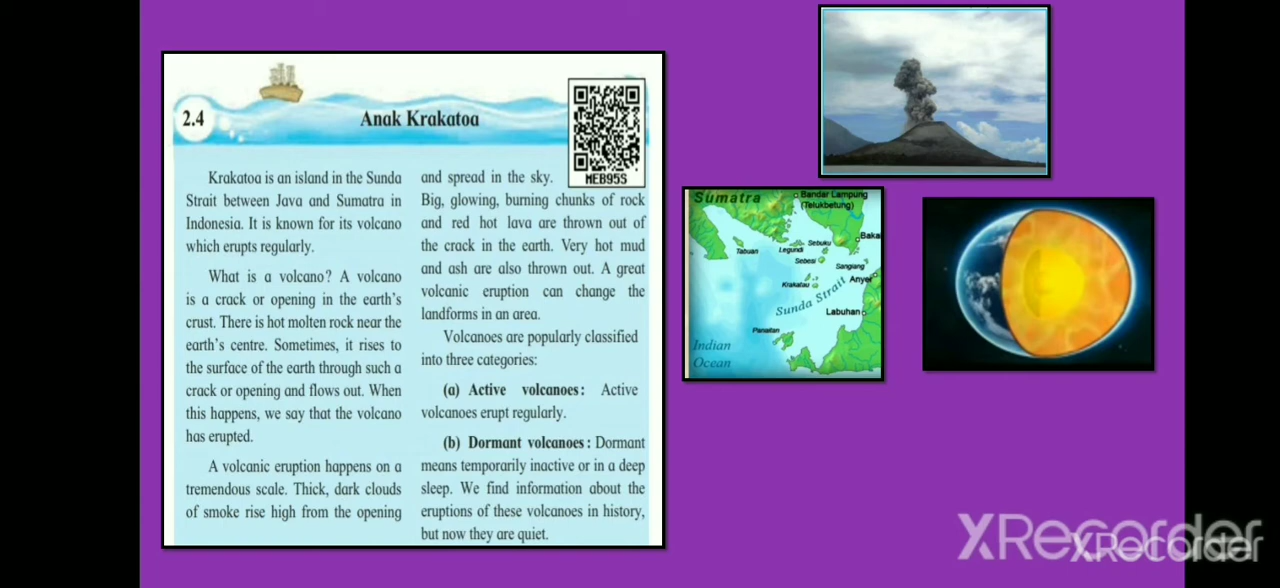 2.4
Anak Krakatoa
MEB95S
Krakatoa is an island in the Sunda
Strait between Java and Sumatra in
Indonesia. It is known for its volcano
which erupts regularly.
What is a volcano? A volcano
is a crack or opening in the earth's
crust. There is hot molten rock near the
earth's centre. Sometimes, it rises to
the surface of the earth through such a
crack or opening and flows out. When
this happens, we say that the volcano
has erupted.
A volcanic eruption happens on a
tremendous scale. Thick, dark clouds
of smoke rise high from the opening
and spread in the sky.
Big, glowing, burning chunks of rock
and red hot lava are thrown out of
the crack in the earth. Very hot mud
and ash are also thrown out. A great
volcanic eruption can change the
landforms in an area.
Volcanoes are popularly classified
into three categories:
(a) Active volcanoes: Active
volcanoes erupt regularly.
(b) Dormant volcanoes: Dormant
means temporarily inactive or in a deep
sleep. We find information about the
eruptions of these volcanoes in history,
but now they are quiet.
Sumatra
Bandar Lampung
(Telukbetung)
Baka
Tabuan
Legundi
Sebuku
Sebesi
Sangiang
Krakatau
Anyer
Sunda Strait
Labuhan
Panaitan
Indian
Ocean
XRecorder
XRecorder